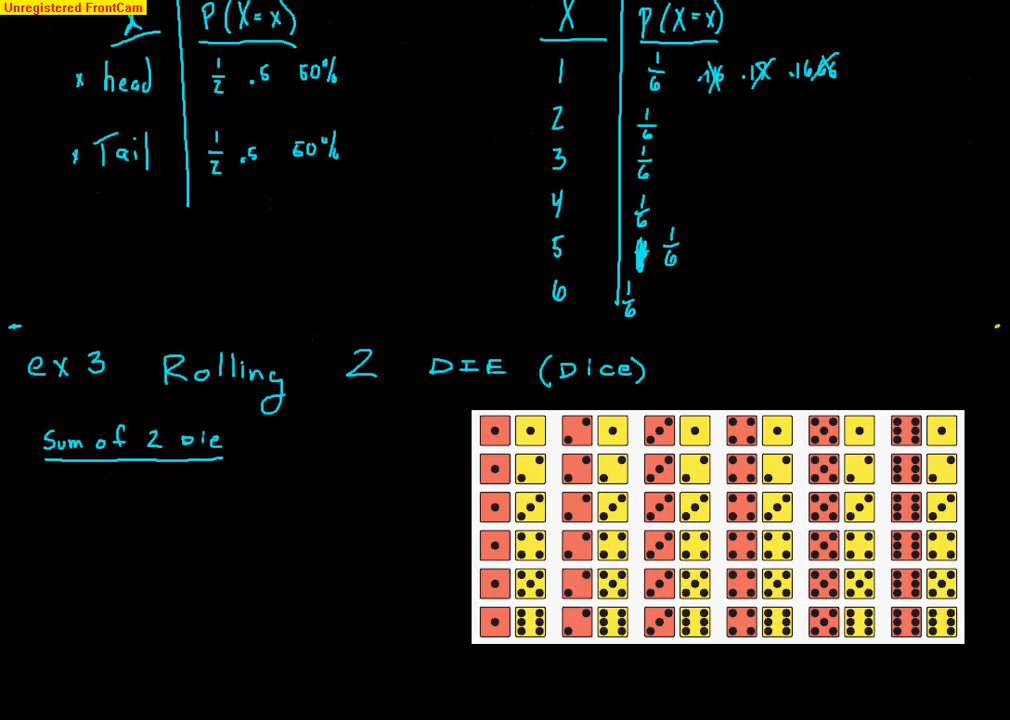 Unregistered FrontCam
X P(X=x)
x head 1/2 .5 50%
x Tail 1/2 .5 50%
X P(X=x)
1 1/6 .16 .166
2 1/6
3 1/6
4 1/6
5 1/6
6 1/6
ex 3 Rolling 2 DIE (Dice)
Sum of 2 Die